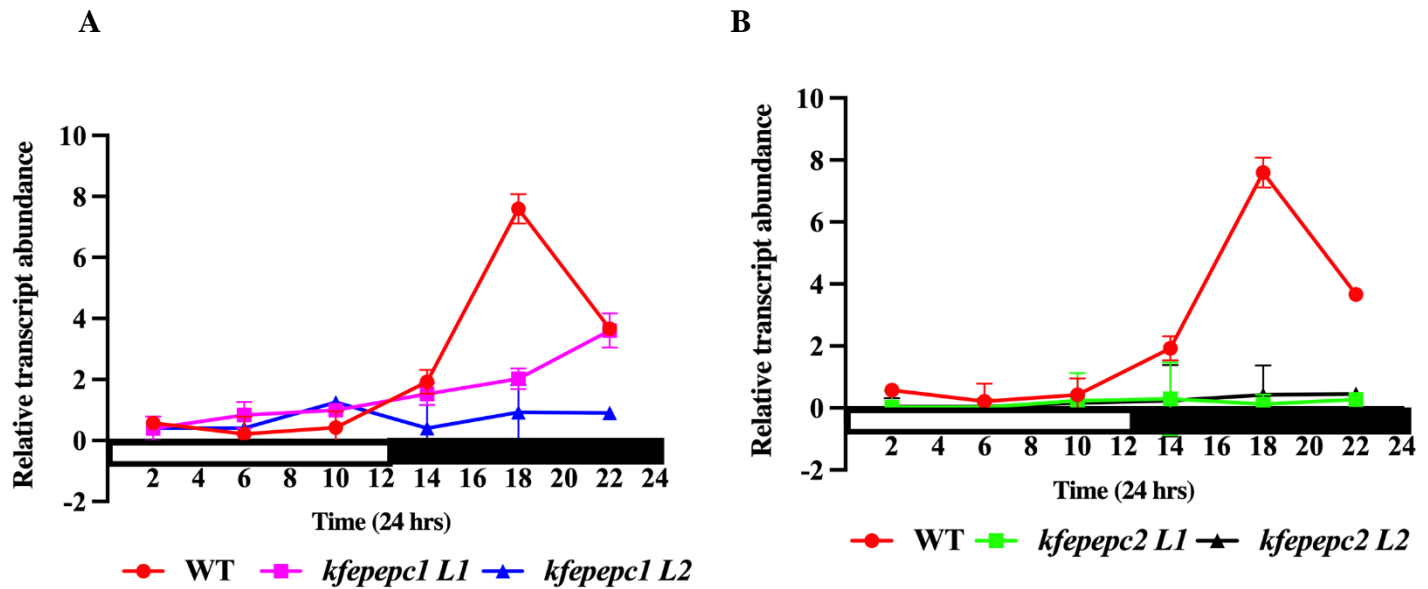 A
B
Relative transcript abundance
10
8
6
4
2
0
-2
2 4 6 8 10 12 14 16 18 20 22 24
Time (24 hrs)
WT kfepepc1 L1 kfepepc1 L2
Relative transcript abundance
10
8
6
4
2
0
-2
2 4 6 8 10 12 14 16 18 20 22 24
Time (24 hrs)
WT kfepepc2 L1 kfepepc2 L2